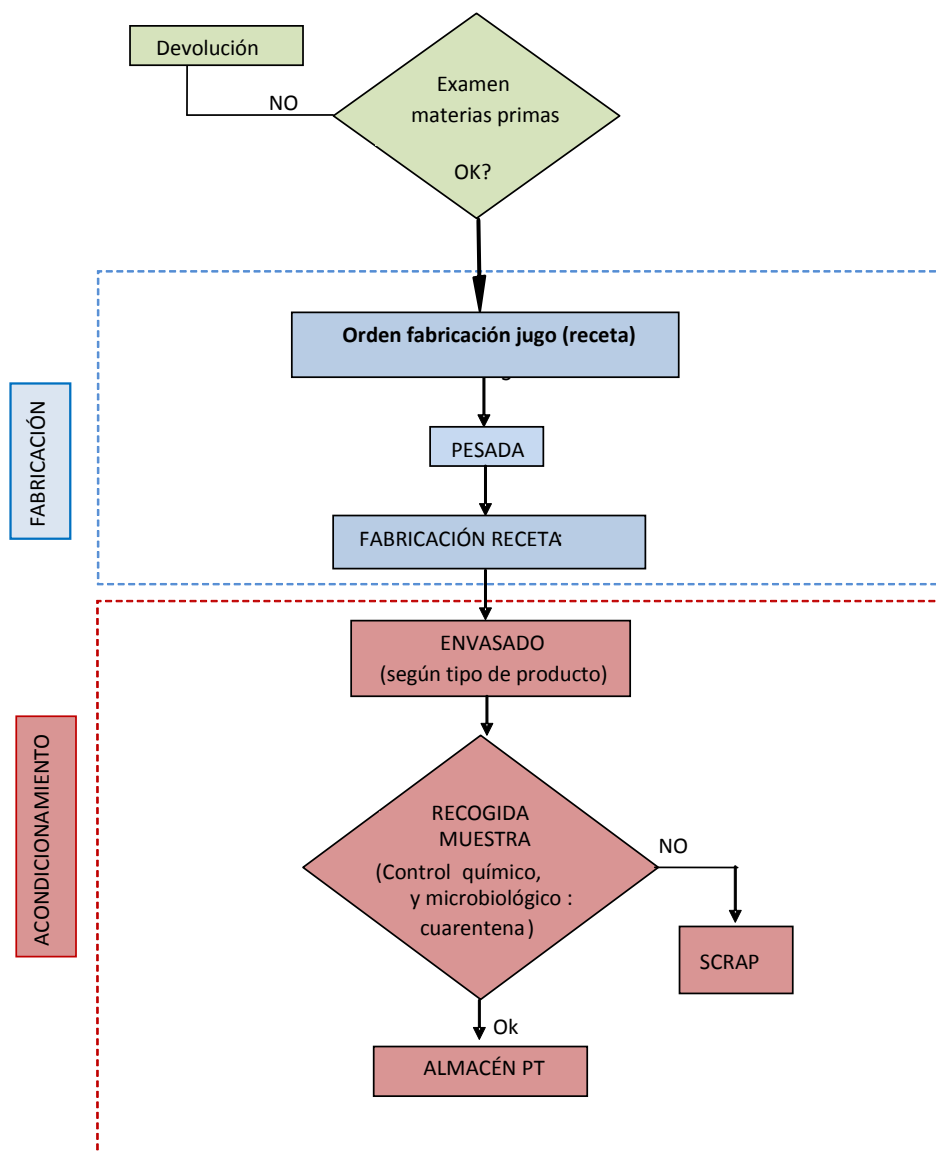 Devolución
NO
Examen
materias primas
OK?
FABRICACIÓN
Orden fabricación jugo (receta)
PESADA
FABRICACIÓN RECETA
ACONDICIONAMIENTO
ENVASADO
(según tipo de producto)
RECOGIDA
MUESTRA
(Control químico,
y microbiológico :
cuarentena)
NO
SCRAP
Ok
ALMACÉN PT